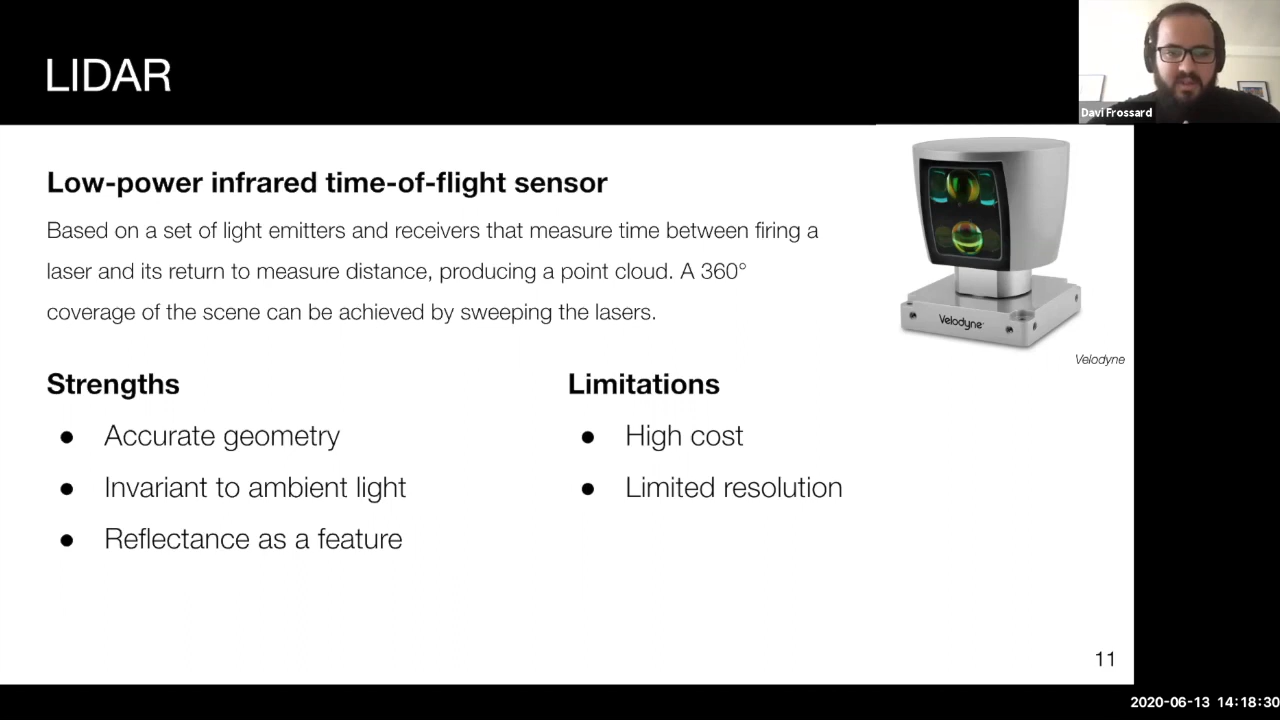 LIDAR
Davi Frossard
Low-power infrared time-of-flight sensor
Based on a set of light emitters and receivers that measure time between firing a
laser and its return to measure distance, producing a point cloud. A 360°
coverage of the scene can be achieved by sweeping the lasers.
Velodyne
Velodyne
Strengths
● Accurate geometry
● Invariant to ambient light
● Reflectance as a feature
Limitations
● High cost
● Limited resolution
11
2020-06-13 14:18:30